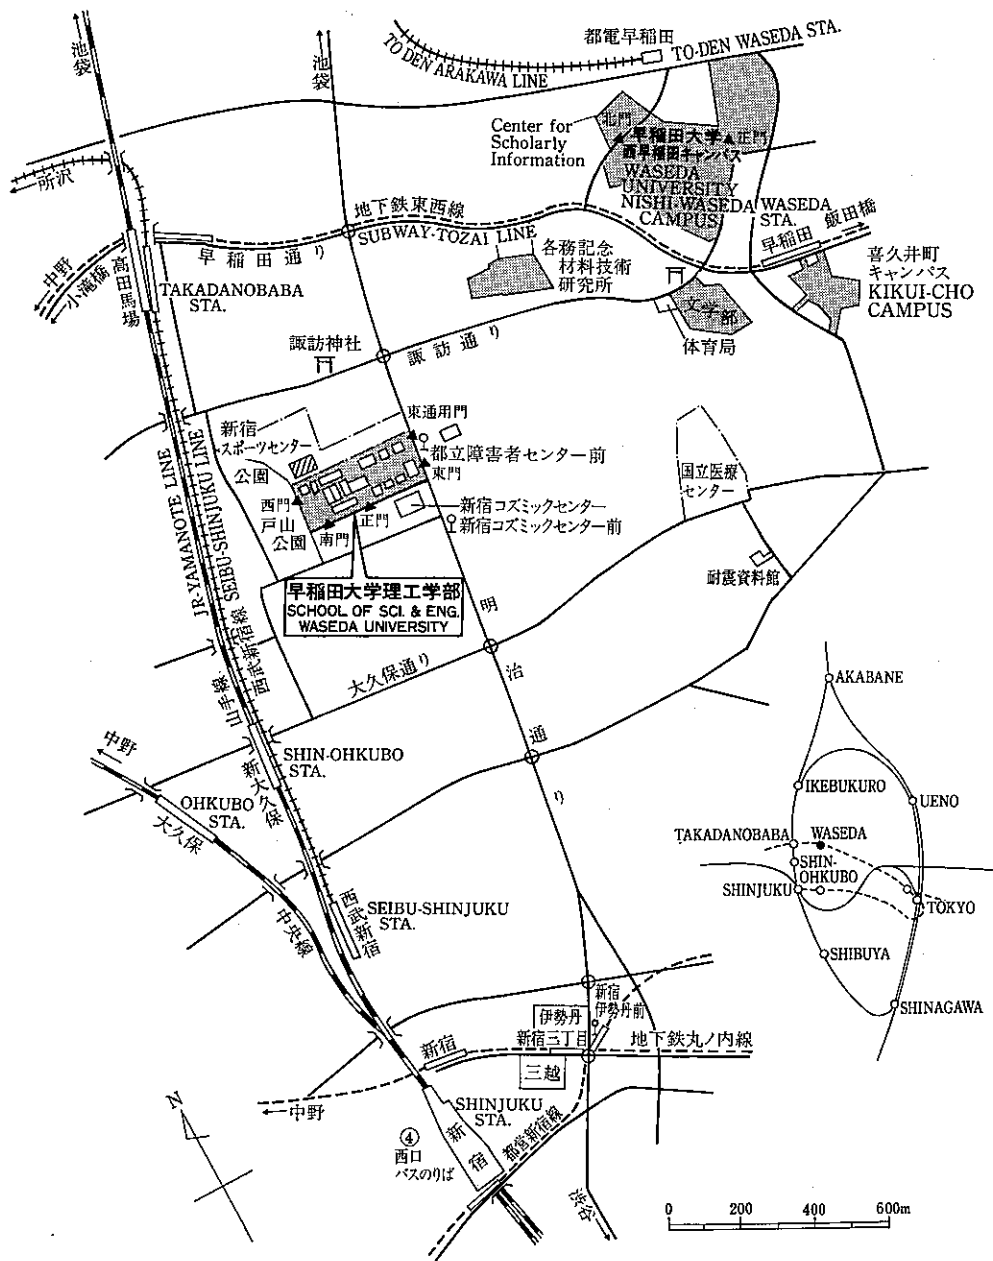 池袋
池袋
都電早稲田
TO-DEN WASEDA STA.
TO DEN ARAKAWA LINE
Center for
Scholarly
Information
北門
早稲田大学
正門
西早稲田キャンパス
WASEDA
UNIVERSITY
NISHI-WASEDA
CAMPUS
WASEDA
STA.
早稲田
飯田橋
所沢
地下鉄東西線
SUBWAY-TOZAI LINE
早稲田通り
中野
小滝橋
高田馬場
TAKADANOBABA
STA.
各務記念
材料技術
研究所
喜久井町
キャンパス
KIKUI-CHO
CAMPUS
文学部
体育局
諏訪神社
諏訪通り
新宿
スポーツセンター
公園
東通用門
都立障害者センター前
東門
西門
戸山
公園
南門
正門
新宿コズミックセンター
新宿コズミックセンター前
国立医療
センター
耐震資料館
早稲田大学理工学部
SCHOOL OF SCI. & ENG.
WASEDA UNIVERSITY
JR-YAMANOTE LINE
SEIBU-SHINJUKU LINE
山手線
西武新宿線
明治通り
大久保通り
中野
SHIN-OHKUBO
STA.
新大久保
OHKUBO
STA.
大久保
中央線
SEIBU-SHINJUKU
STA.
西武新宿
AKABANE
IKEBUKURO
UENO
TAKADANOBABA
WASEDA
SHIN-
OHKUBO
SHINJUKU
TOKYO
SHIBUYA
SHINAGAWA
新宿
伊勢丹前
伊勢丹
新宿三丁目
地下鉄丸ノ内線
三越
新宿
中野
SHINJUKU
STA.
新宿
都営新宿線
④
西口
バスのりば
渋谷
N
0 200 400 600m